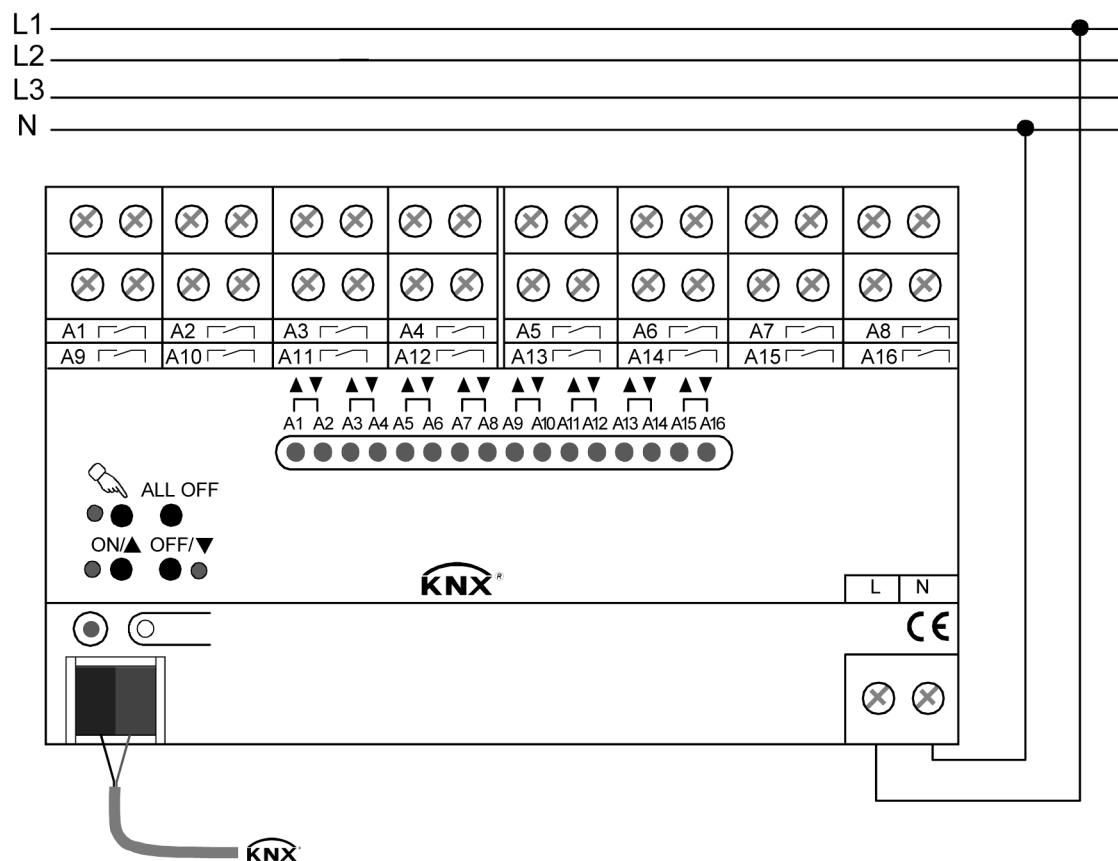 L1
L2
L3
N
A1 A2 A3 A4 A5 A6 A7 A8
A9 A10 A11 A12 A13 A14 A15 A16
A1 A2 A3 A4 A5 A6 A7 A8 A9 A10 A11 A12 A13 A14 A15 A16
ALL OFF
ON/▲ OFF/▼
KNX®
L N
CE
KNX